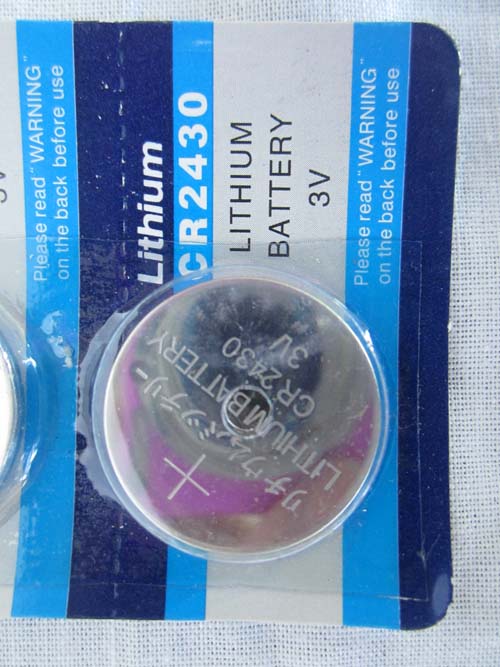 3V
Please read "WARNING"
on the back before use
Lithium
CR2430
LITHIUM
BATTERY
3V
Please read "WARNING"
on the back before use
リチウムバッテリー
LITHIUM BATTERY
CR2430
3V
+